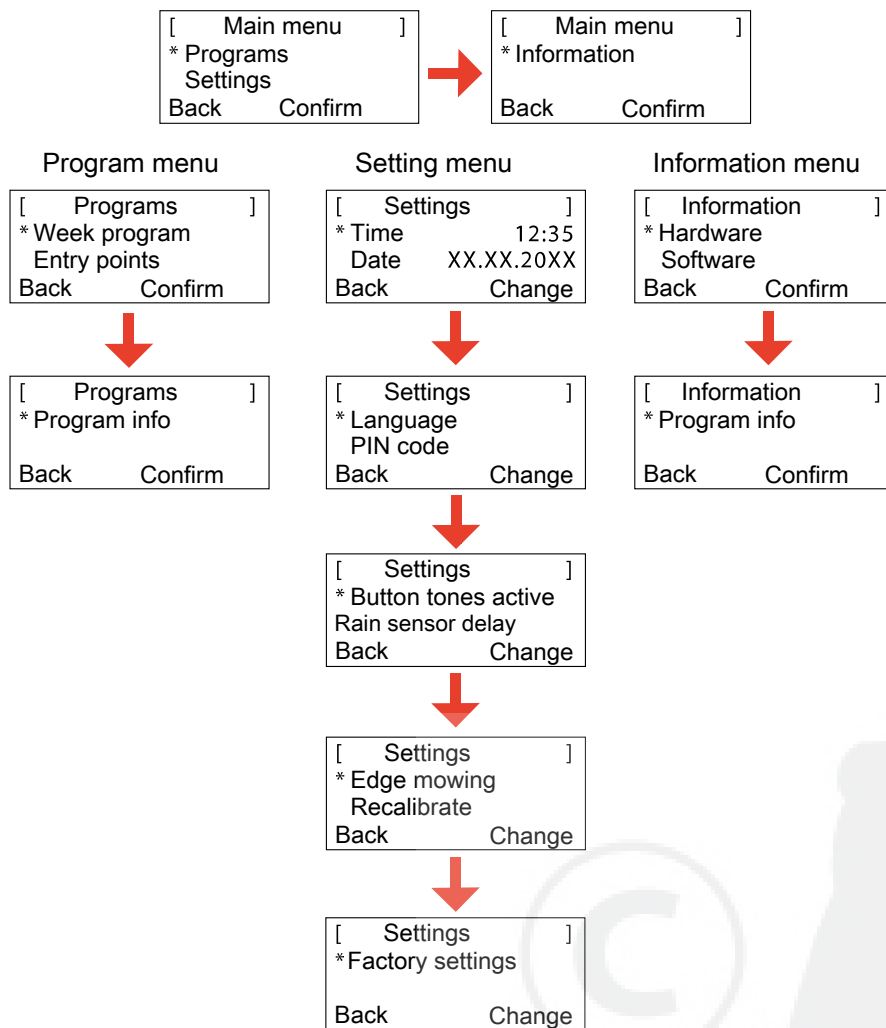 [ Main menu ]
* Programs
Settings
Back Confirm
[ Main menu ]
* Information
Back Confirm
Program menu
[ Programs ]
* Week program
Entry points
Back Confirm
[ Programs ]
* Program info
Back Confirm
Setting menu
[ Settings ]
* Time 12:35
Date XX.XX.20XX
Back Change
[ Settings ]
* Language
PIN code
Back Change
[ Settings ]
* Button tones active
Rain sensor delay
Back Change
[ Settings ]
* Edge mowing
Recalibrate
Back Change
[ Settings ]
*Factory settings
Back Change
Information menu
[ Information ]
* Hardware
Software
Back Confirm
[ Information ]
* Program info
Back Confirm
©